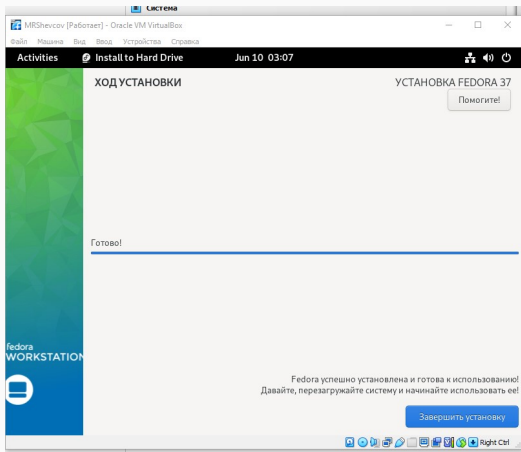 Система
MRShevcov [Работает] - Oracle VM VirtualBox
Файл Машина Вид Ввод Устройства Справка
Activities Install to Hard Drive Jun 10 03:07
ХОД УСТАНОВКИ УСТАНОВКА FEDORA 37
Помогите!
Готово!
fedora
WORKSTATION
Fedora успешно установлена и готова к использованию!
Давайте, перезагружайте систему и начинайте использовать ее!
Завершить установку
Right Ctrl